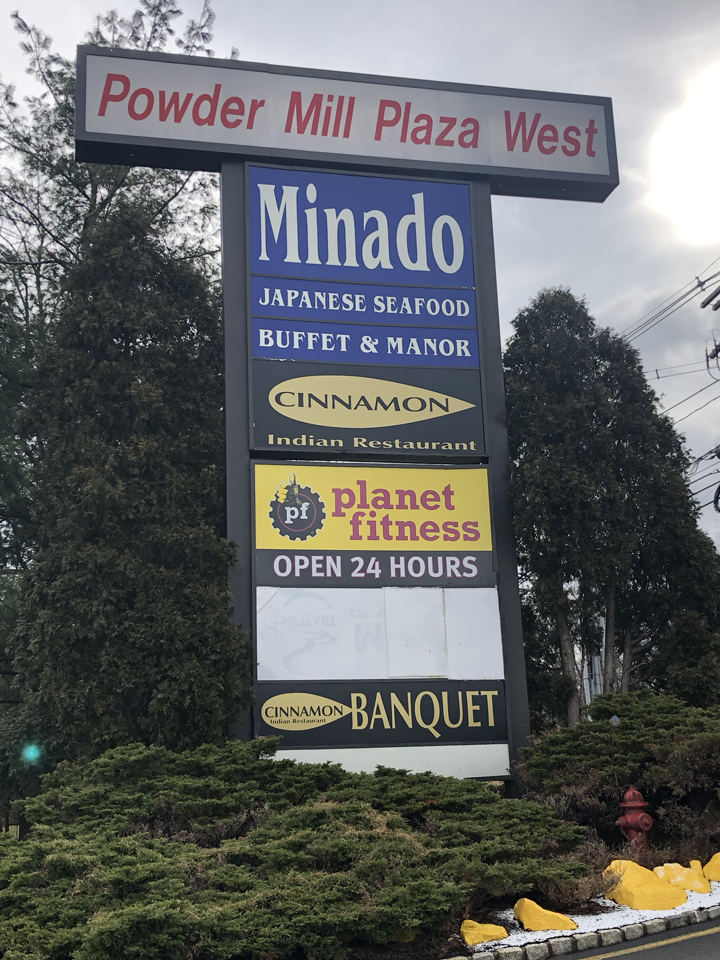 Powder Mill Plaza West
Minado
JAPANESE SEAFOOD
BUFFET & MANOR
CINNAMON
Indian Restaurant
pf planet
fitness
OPEN 24 HOURS
CINNAMON
Indian Restaurant
BANQUET